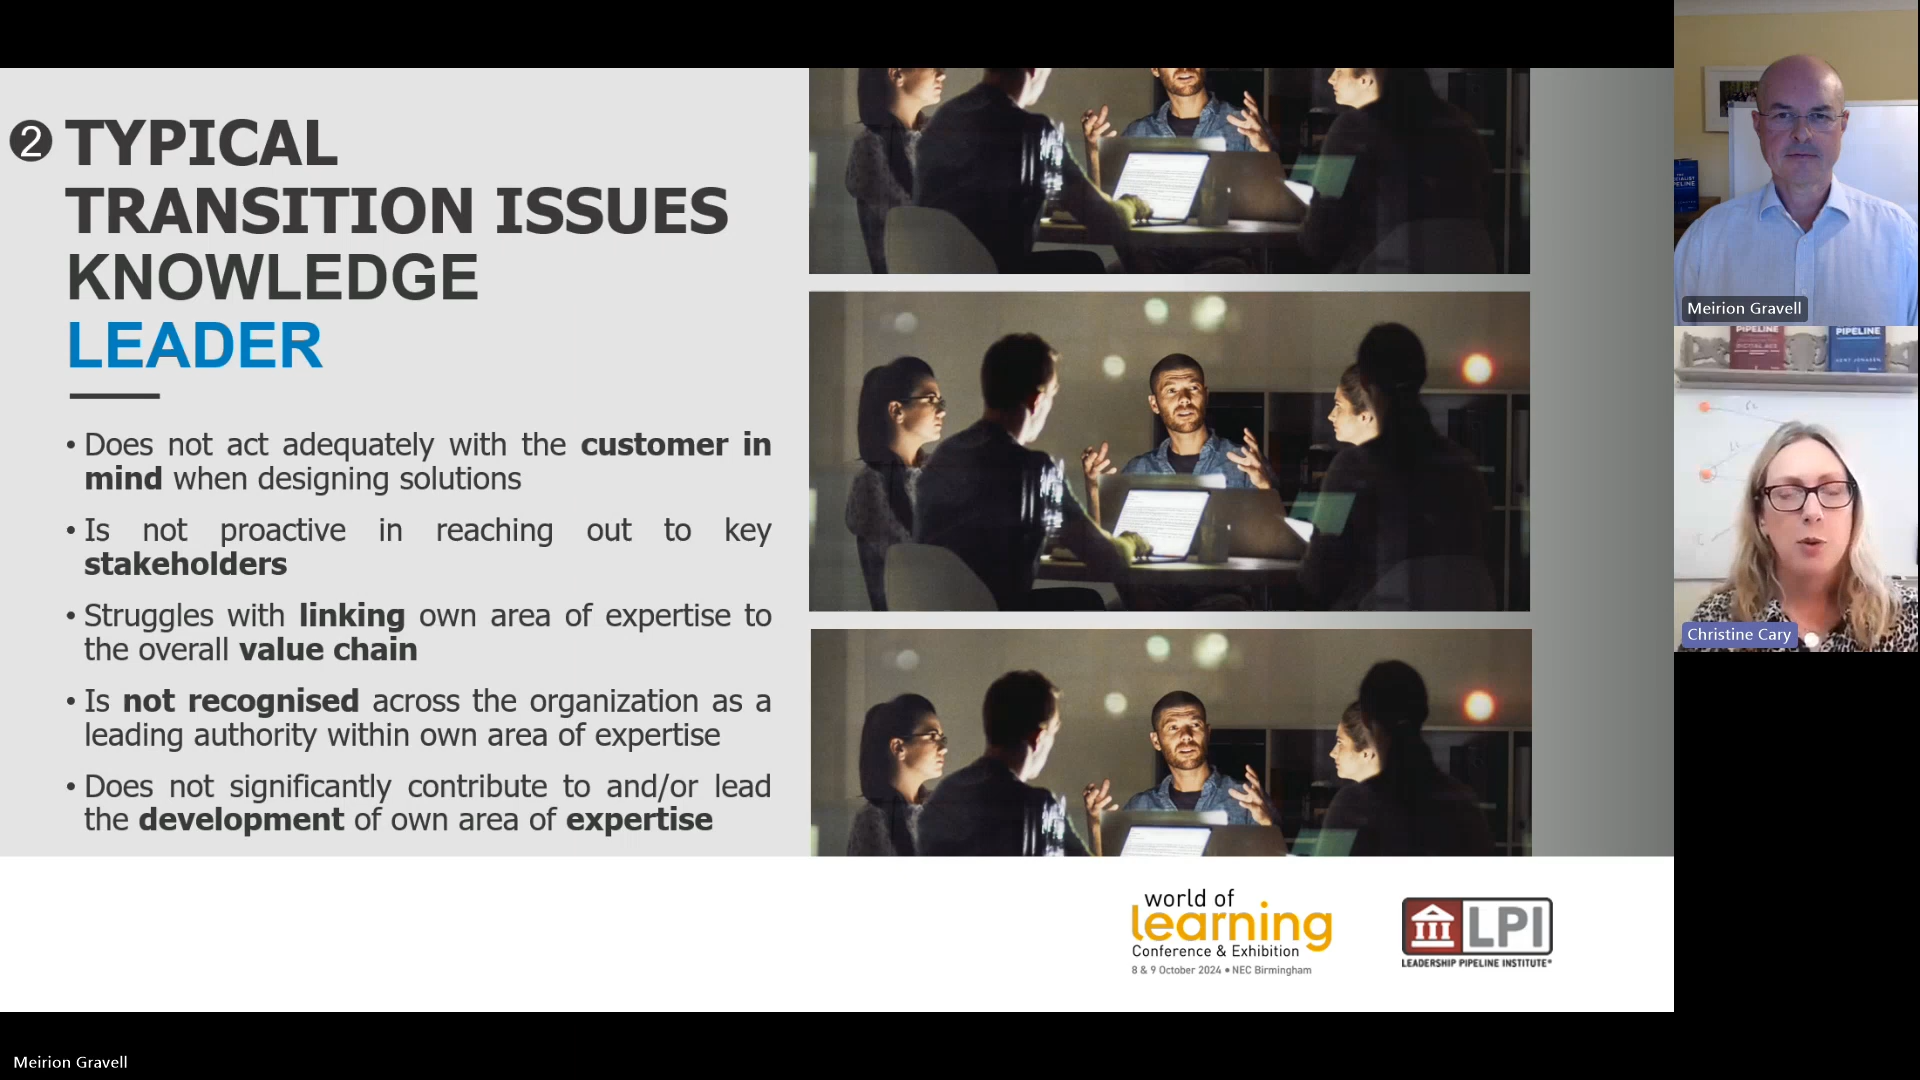 ❷ TYPICAL
TRANSITION ISSUES
KNOWLEDGE
LEADER
• Does not act adequately with the customer in
mind when designing solutions
• Is not proactive in reaching out to key
stakeholders
• Struggles with linking own area of expertise to
the overall value chain
• Is not recognised across the organization as a
leading authority within own area of expertise
• Does not significantly contribute to and/or lead
the development of own area of expertise
world of
learning
Conference & Exhibition
8 & 9 October 2024 • NEC Birmingham
LPI
LEADERSHIP PIPELINE INSTITUTE®
Meirion Gravell
PIPELINE
PIPELINE
Christine Cary
Meirion Gravell